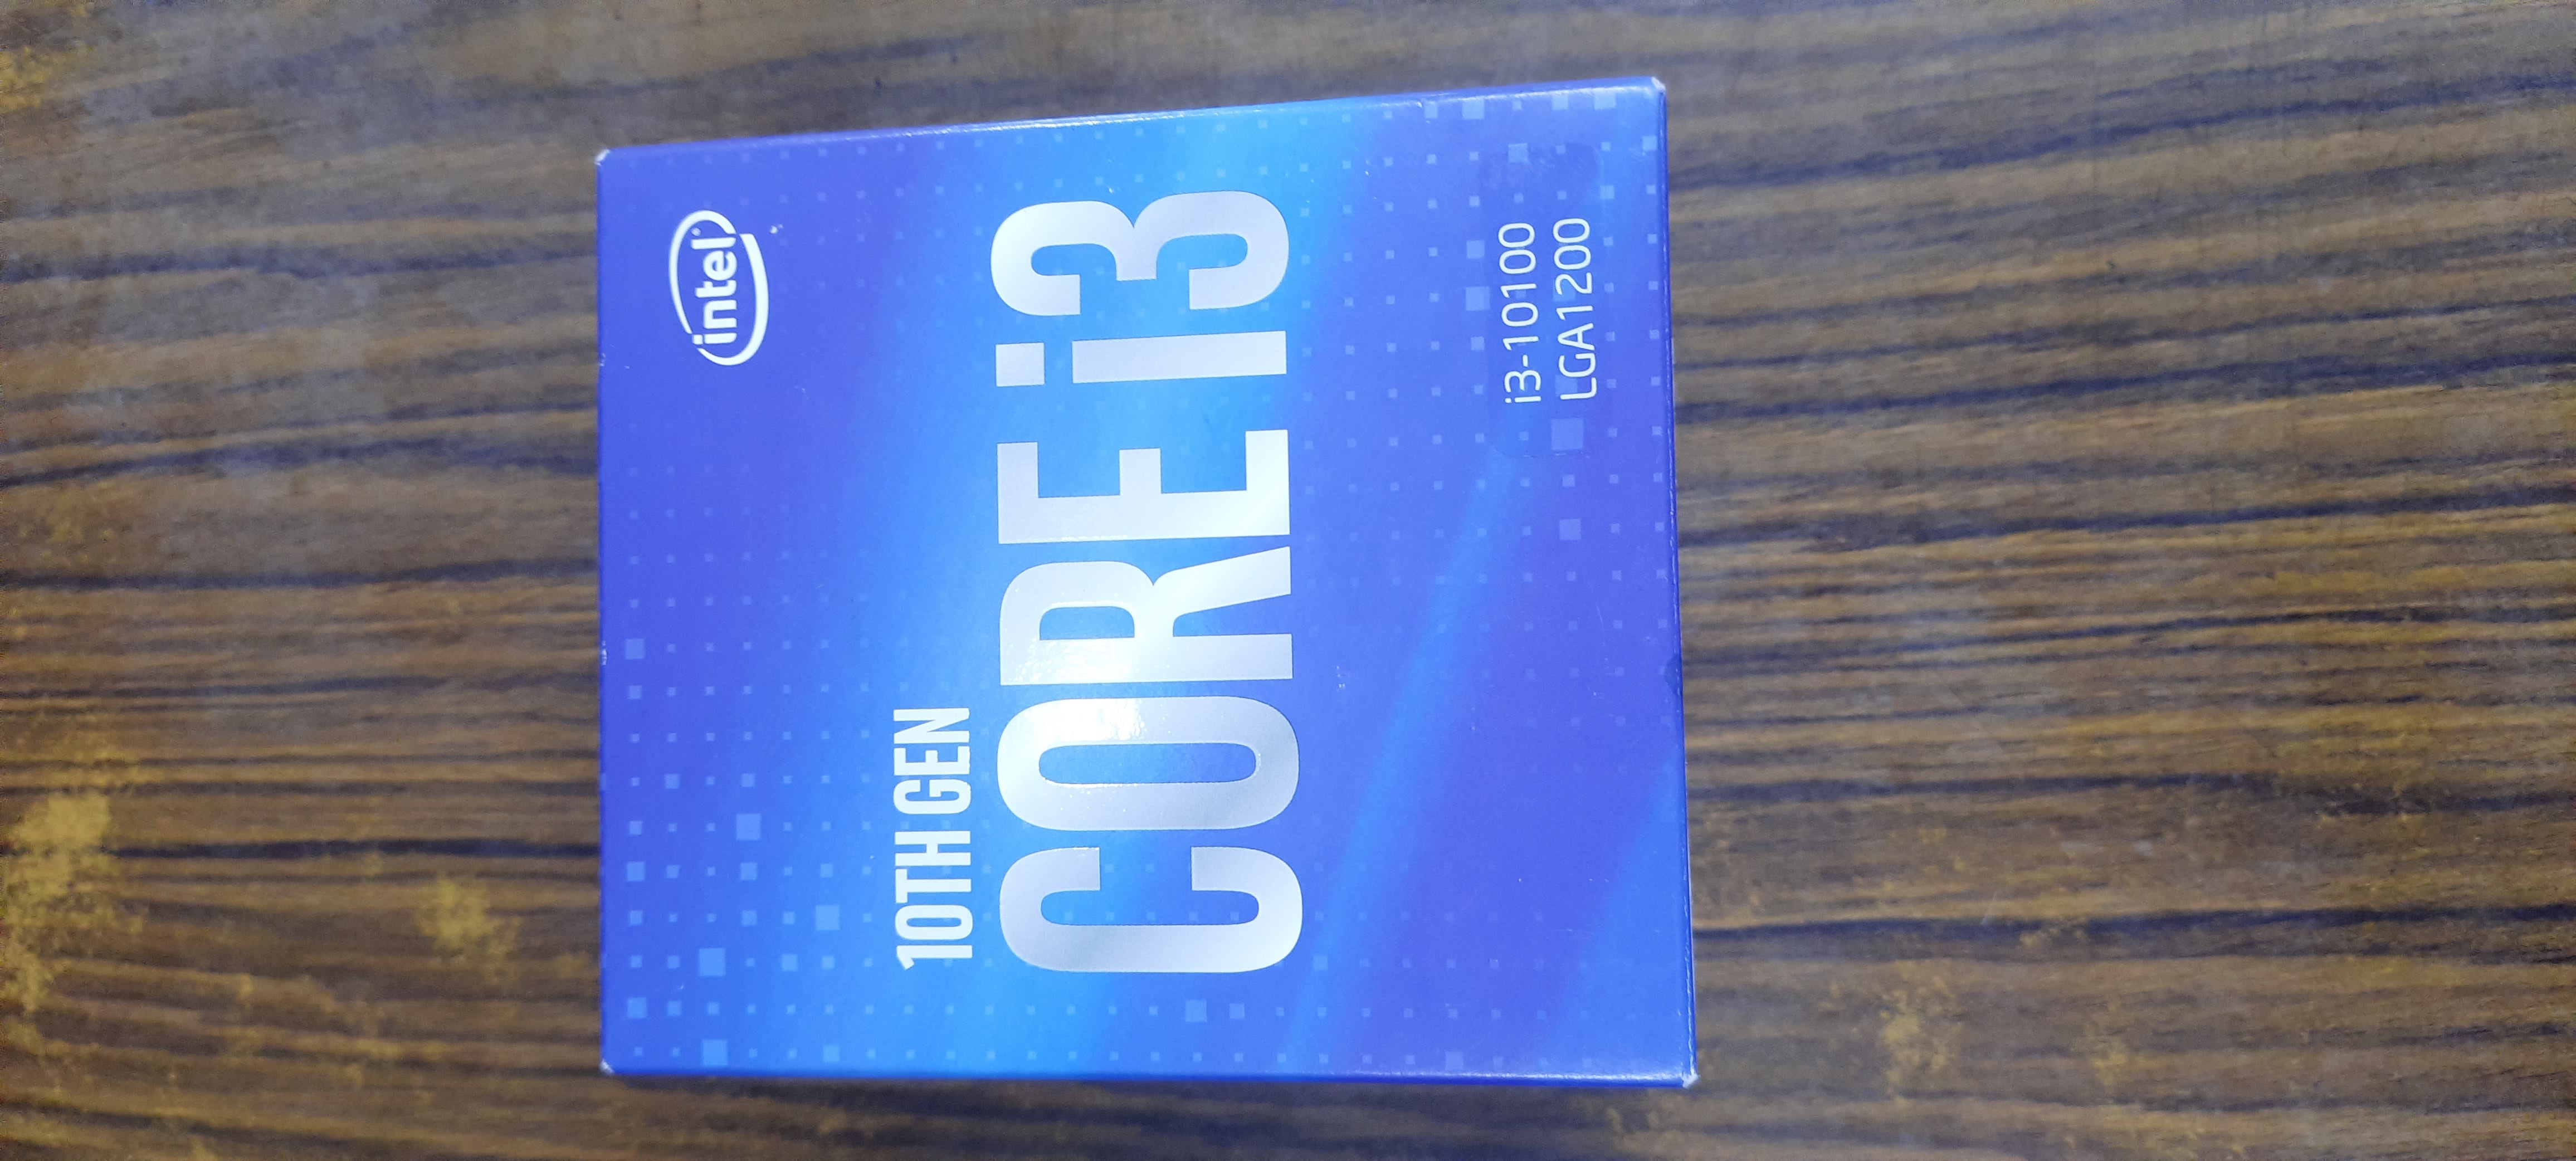 intel
10TH GEN
CORE i3
i3-10100
LGA1200